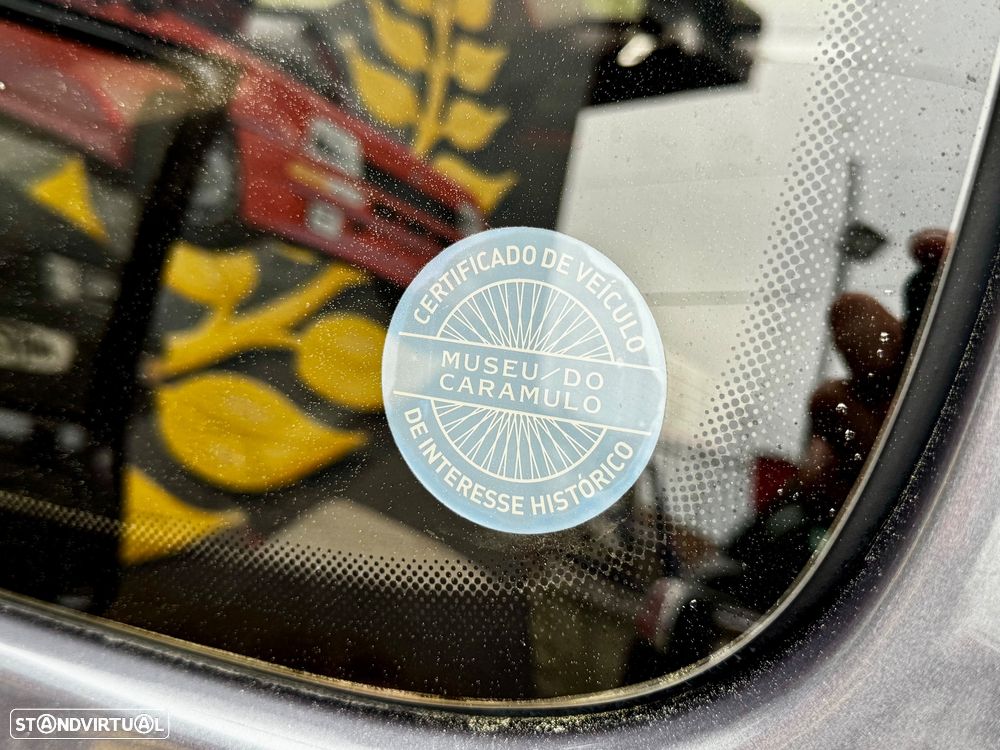 CERTIFICADO DE VEÍCULO
MUSEU/DO
CARAMULO
DE INTERESSE HISTÓRICO
STANDVIRTUAL